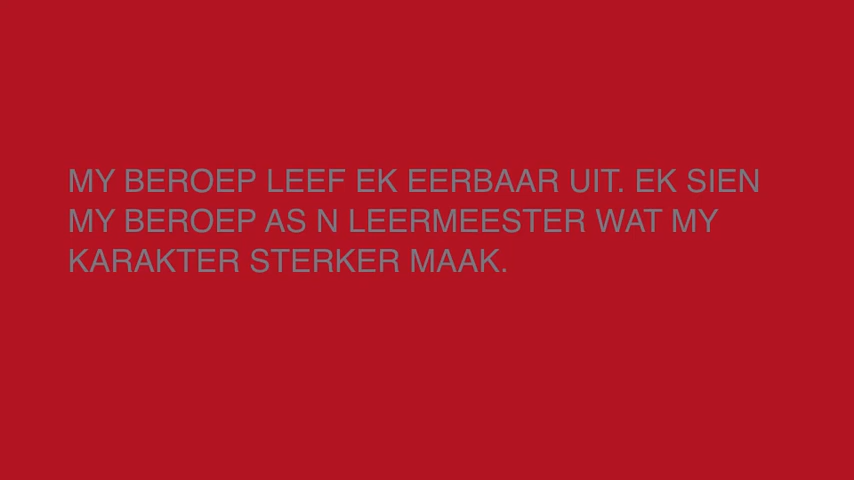 MY BEROEP LEEF EK EERBAAR UIT. EK SIEN
MY BEROEP AS N LEERMEESTER WAT MY
KARAKTER STERKER MAAK.